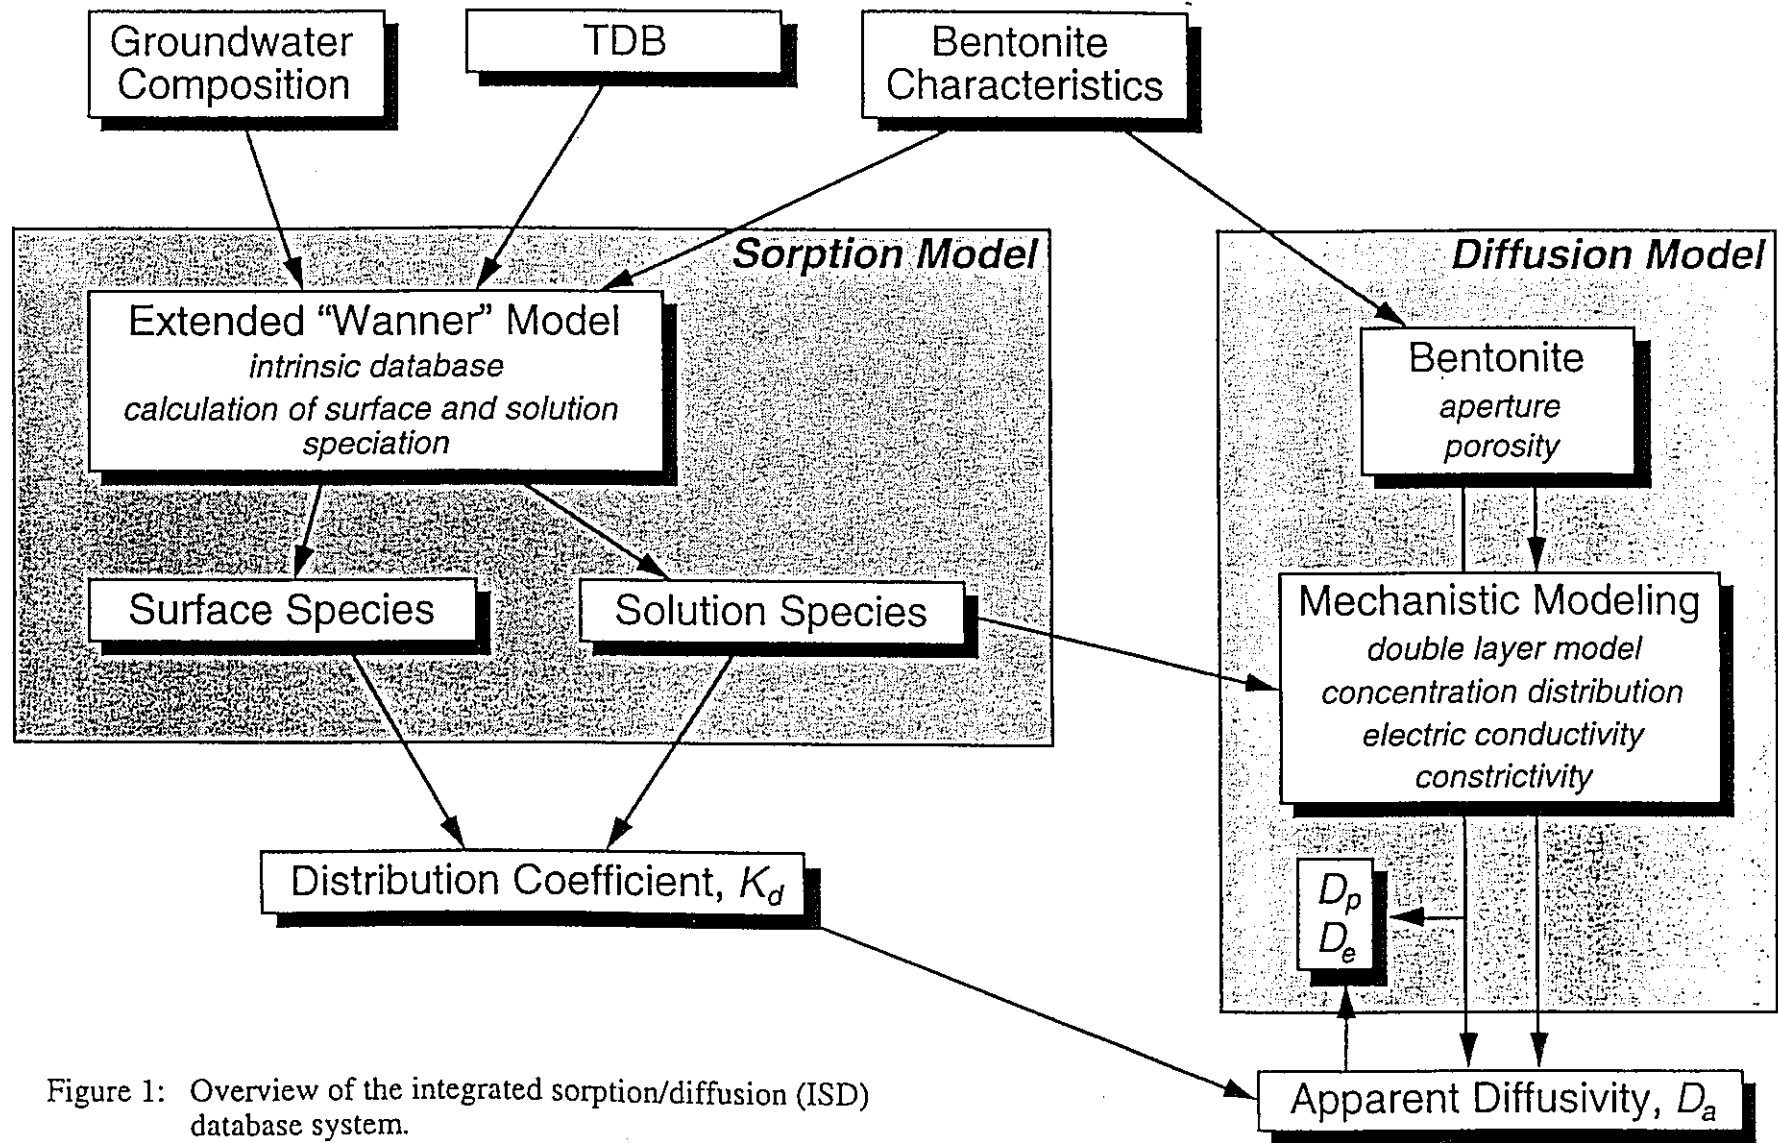 Groundwater
Composition
TDB
Bentonite
Characteristics
Sorption Model
Extended “Wanner” Model
intrinsic database
calculation of surface and solution
speciation
Surface Species
Solution Species
Distribution Coefficient, Kd
Diffusion Model
Bentonite
aperture
porosity
Mechanistic Modeling
double layer model
concentration distribution
electric conductivity
constrictivity
Dp
De
Apparent Diffusivity, Da
Figure 1: Overview of the integrated sorption/diffusion (ISD)
database system.